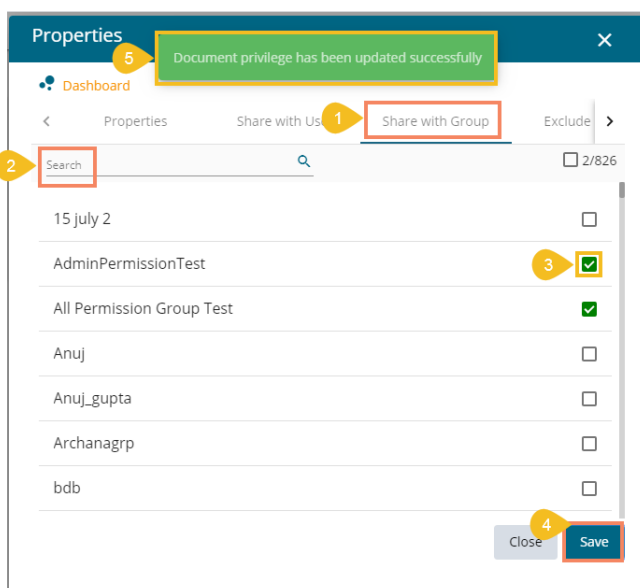 Properties
5
Document privilege has been updated successfully
Dashboard
Properties
Share with Us
1
Share with Group
Exclude
2
Search
2/826
15 july 2
AdminPermissionTest
3
All Permission Group Test
Anuj
Anuj_gupta
Archanagrp
bdb
4
Close
Save